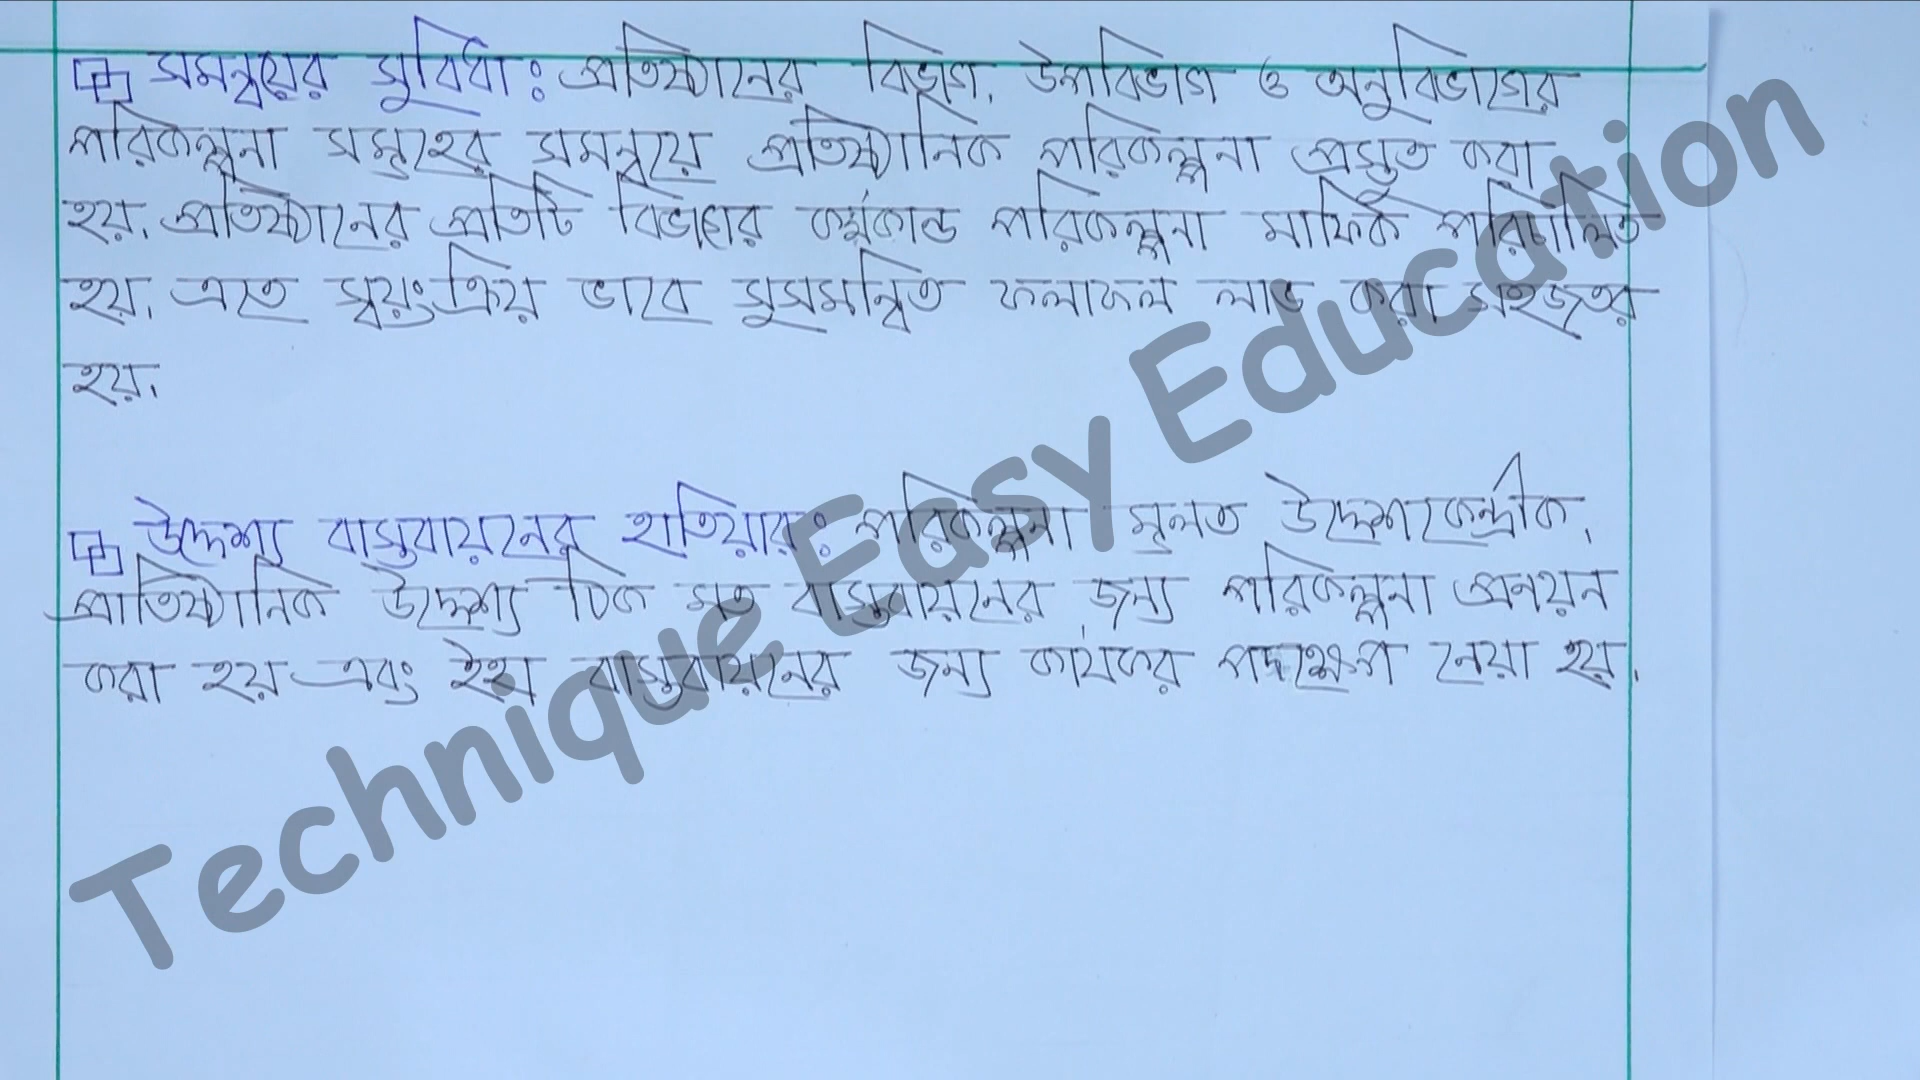 সমন্বয়ের সুবিধা: প্রতিষ্ঠানের বিভাগ, উপবিভাগ ও অনুবিভাগের
পরিকল্পনা সমূহের সমন্বয়ে প্রতিষ্ঠানিক পরিকল্পনা প্রস্তুত করা
হয়, প্রতিষ্ঠানের প্রতিটি বিভাগের কর্মকান্ড পরিকল্পনা মাফিক পরিচালিত
হয়, এতে স্বয়ংক্রিয় ভাবে সুসমন্বিত ফলাফল লাভ করা সহজতর
হয়,
উদ্দেশ্য বাস্তবায়নের হাতিয়ার: পরিকল্পনা মূলত উদ্দেশ্যকেন্দ্রীক,
প্রাতিষ্ঠানিক উদ্দেশ্য ঠিক মত বাস্তবায়নের জন্য পরিকল্পনা প্রনয়ন
করা হয় এবং ইহা বাস্তবায়নের জন্য কার্যকর পদক্ষেপ নেয়া হয়,
Technique Easy Education